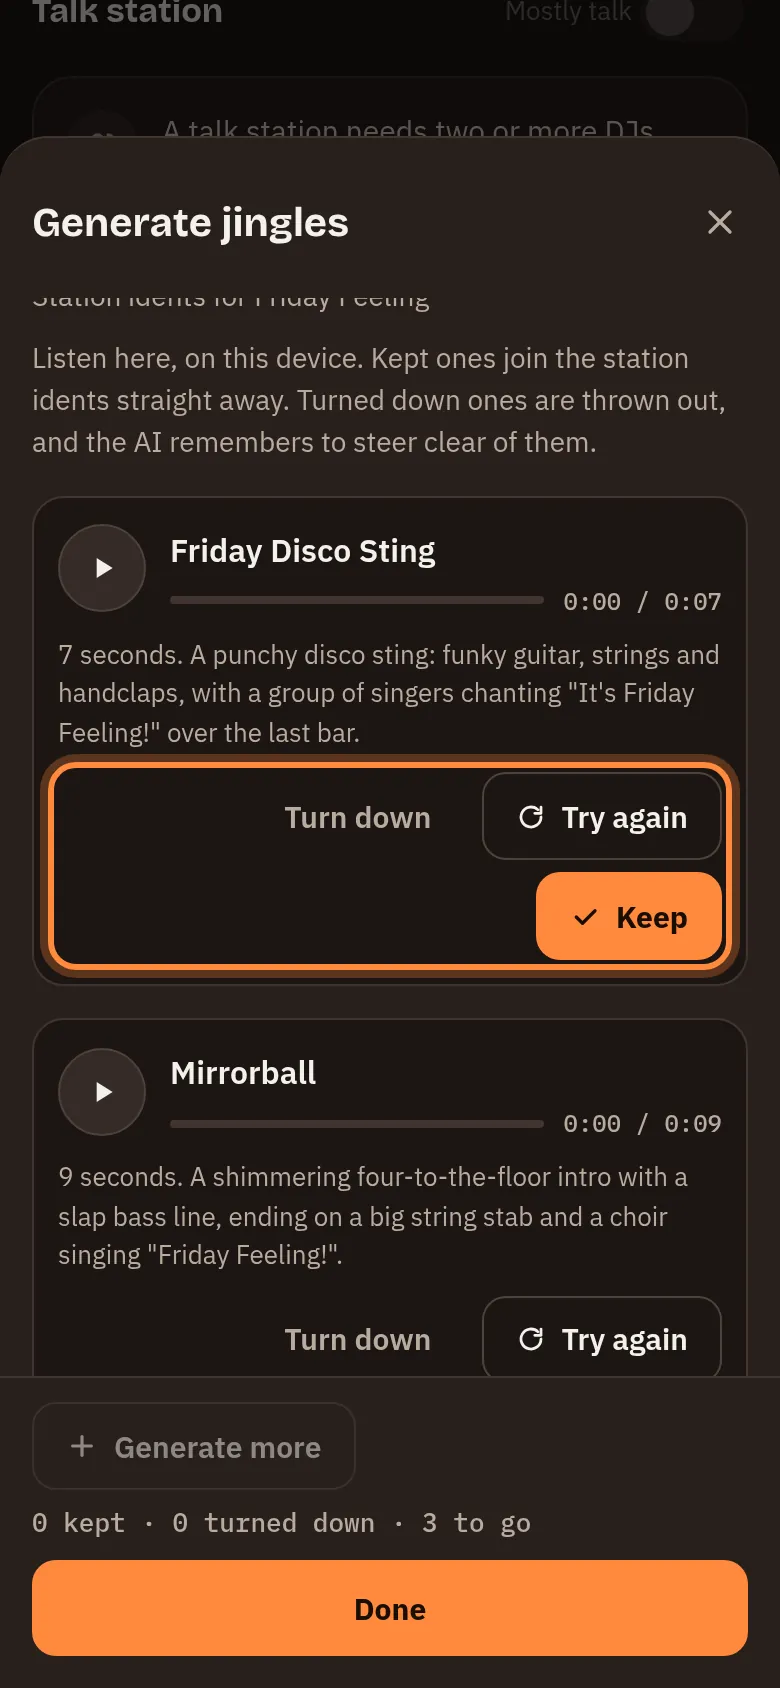 Talk station
Mostly talk
A talk station needs two or more DJs
Generate jingles
Station idents for Friday Feeling
Listen here, on this device. Kept ones join the station
idents straight away. Turned down ones are thrown out,
and the AI remembers to steer clear of them.
Friday Disco Sting
0:00 / 0:07
7 seconds. A punchy disco sting: funky guitar, strings and
handclaps, with a group of singers chanting "It's Friday
Feeling!" over the last bar.
Turn down
Try again
Keep
Mirrorball
0:00 / 0:09
9 seconds. A shimmering four-to-the-floor intro with a
slap bass line, ending on a big string stab and a choir
singing "Friday Feeling!".
Turn down
Try again
Generate more
0 kept · 0 turned down · 3 to go
Done